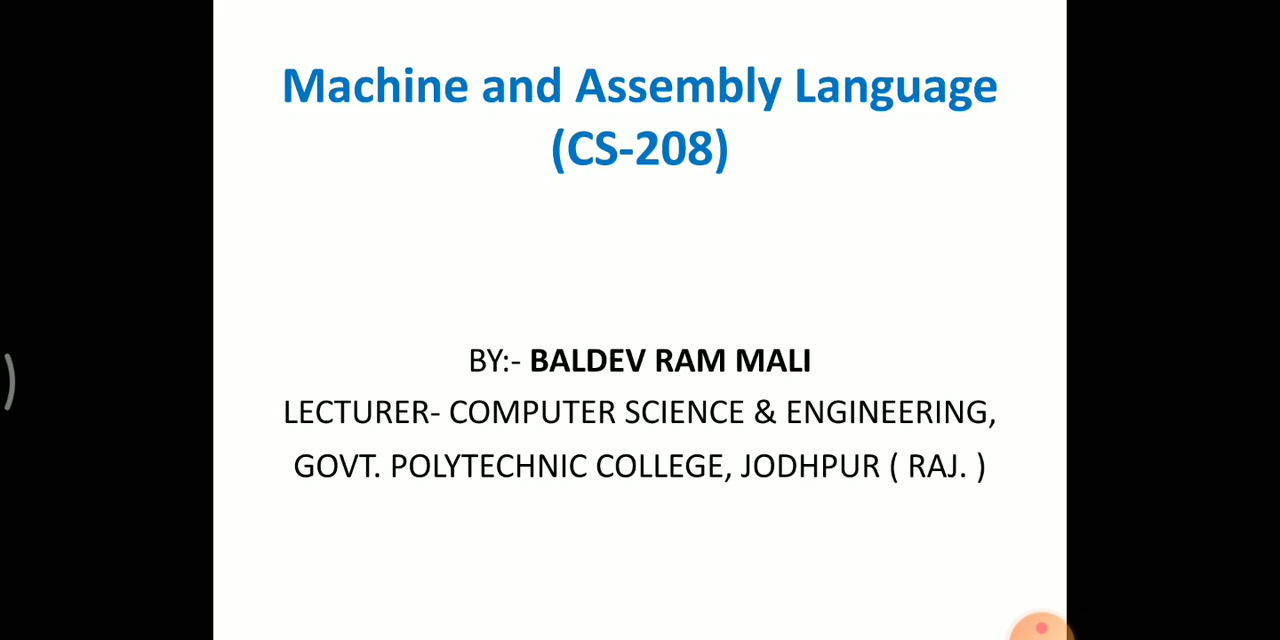 Machine and Assembly Language
(CS-208)
BY:- BALDEV RAM MALI
LECTURER- COMPUTER SCIENCE & ENGINEERING,
GOVT. POLYTECHNIC COLLEGE, JODHPUR ( RAJ. )